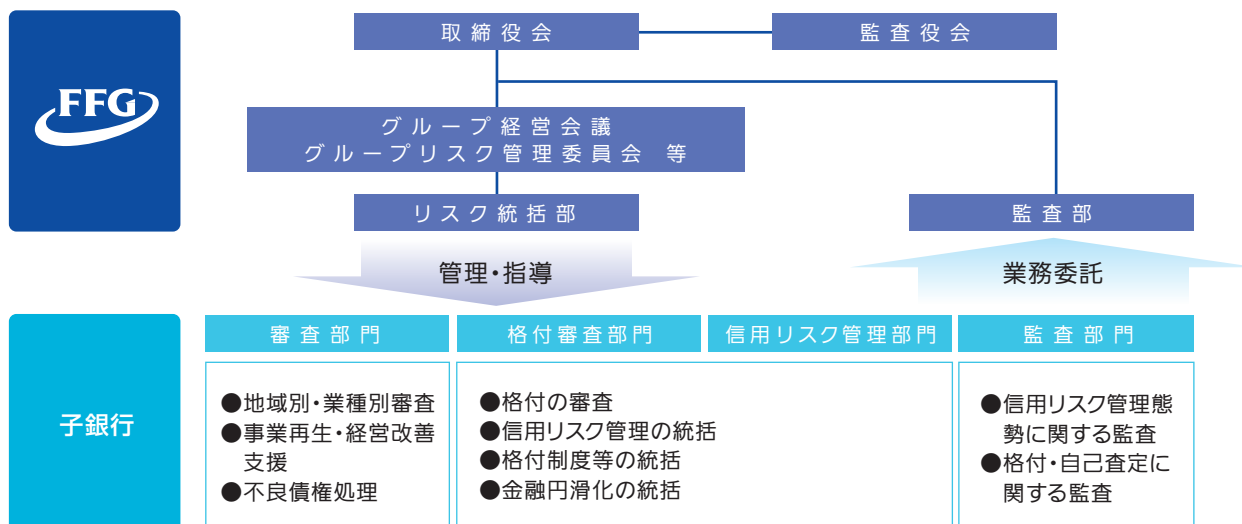 取締役会
監査役会
FFG
グループ経営会議
グループリスク管理委員会 等
リスク統括部
監査部
管理・指導
業務委託
子銀行
審査部門
格付審査部門
信用リスク管理部門
監査部門
●地域別・業種別審査
●事業再生・経営改善
支援
●不良債権処理
●格付の審査
●信用リスク管理の統括
●格付制度等の統括
●金融円滑化の統括
●信用リスク管理態
勢に関する監査
●格付・自己査定に
関する監査